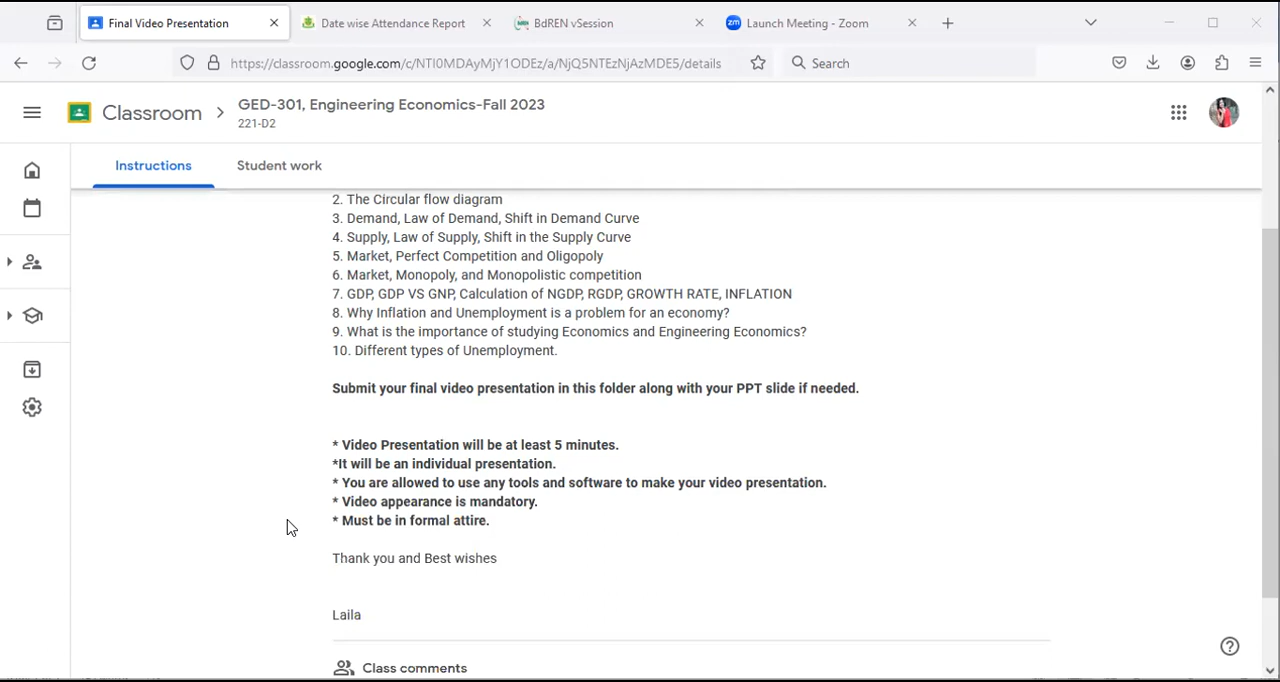 Final Video Presentation
Date wise Attendance Report
BdREN vSession
zm Launch Meeting - Zoom
https://classroom.google.com/c/NTI0MDAyMjY1ODEz/a/NjQ5NTEzNjAzMDE5/details
Search
Classroom
GED-301, Engineering Economics-Fall 2023
221-D2
Instructions
Student work
2. The Circular flow diagram
3. Demand, Law of Demand, Shift in Demand Curve
4. Supply, Law of Supply, Shift in the Supply Curve
5. Market, Perfect Competition and Oligopoly
6. Market, Monopoly, and Monopolistic competition
7. GDP, GDP VS GNP, Calculation of NGDP, RGDP, GROWTH RATE, INFLATION
8. Why Inflation and Unemployment is a problem for an economy?
9. What is the importance of studying Economics and Engineering Economics?
10. Different types of Unemployment.
Submit your final video presentation in this folder along with your PPT slide if needed.
* Video Presentation will be at least 5 minutes.
*It will be an individual presentation.
* You are allowed to use any tools and software to make your video presentation.
* Video appearance is mandatory.
* Must be in formal attire.
Thank you and Best wishes
Laila
Class comments